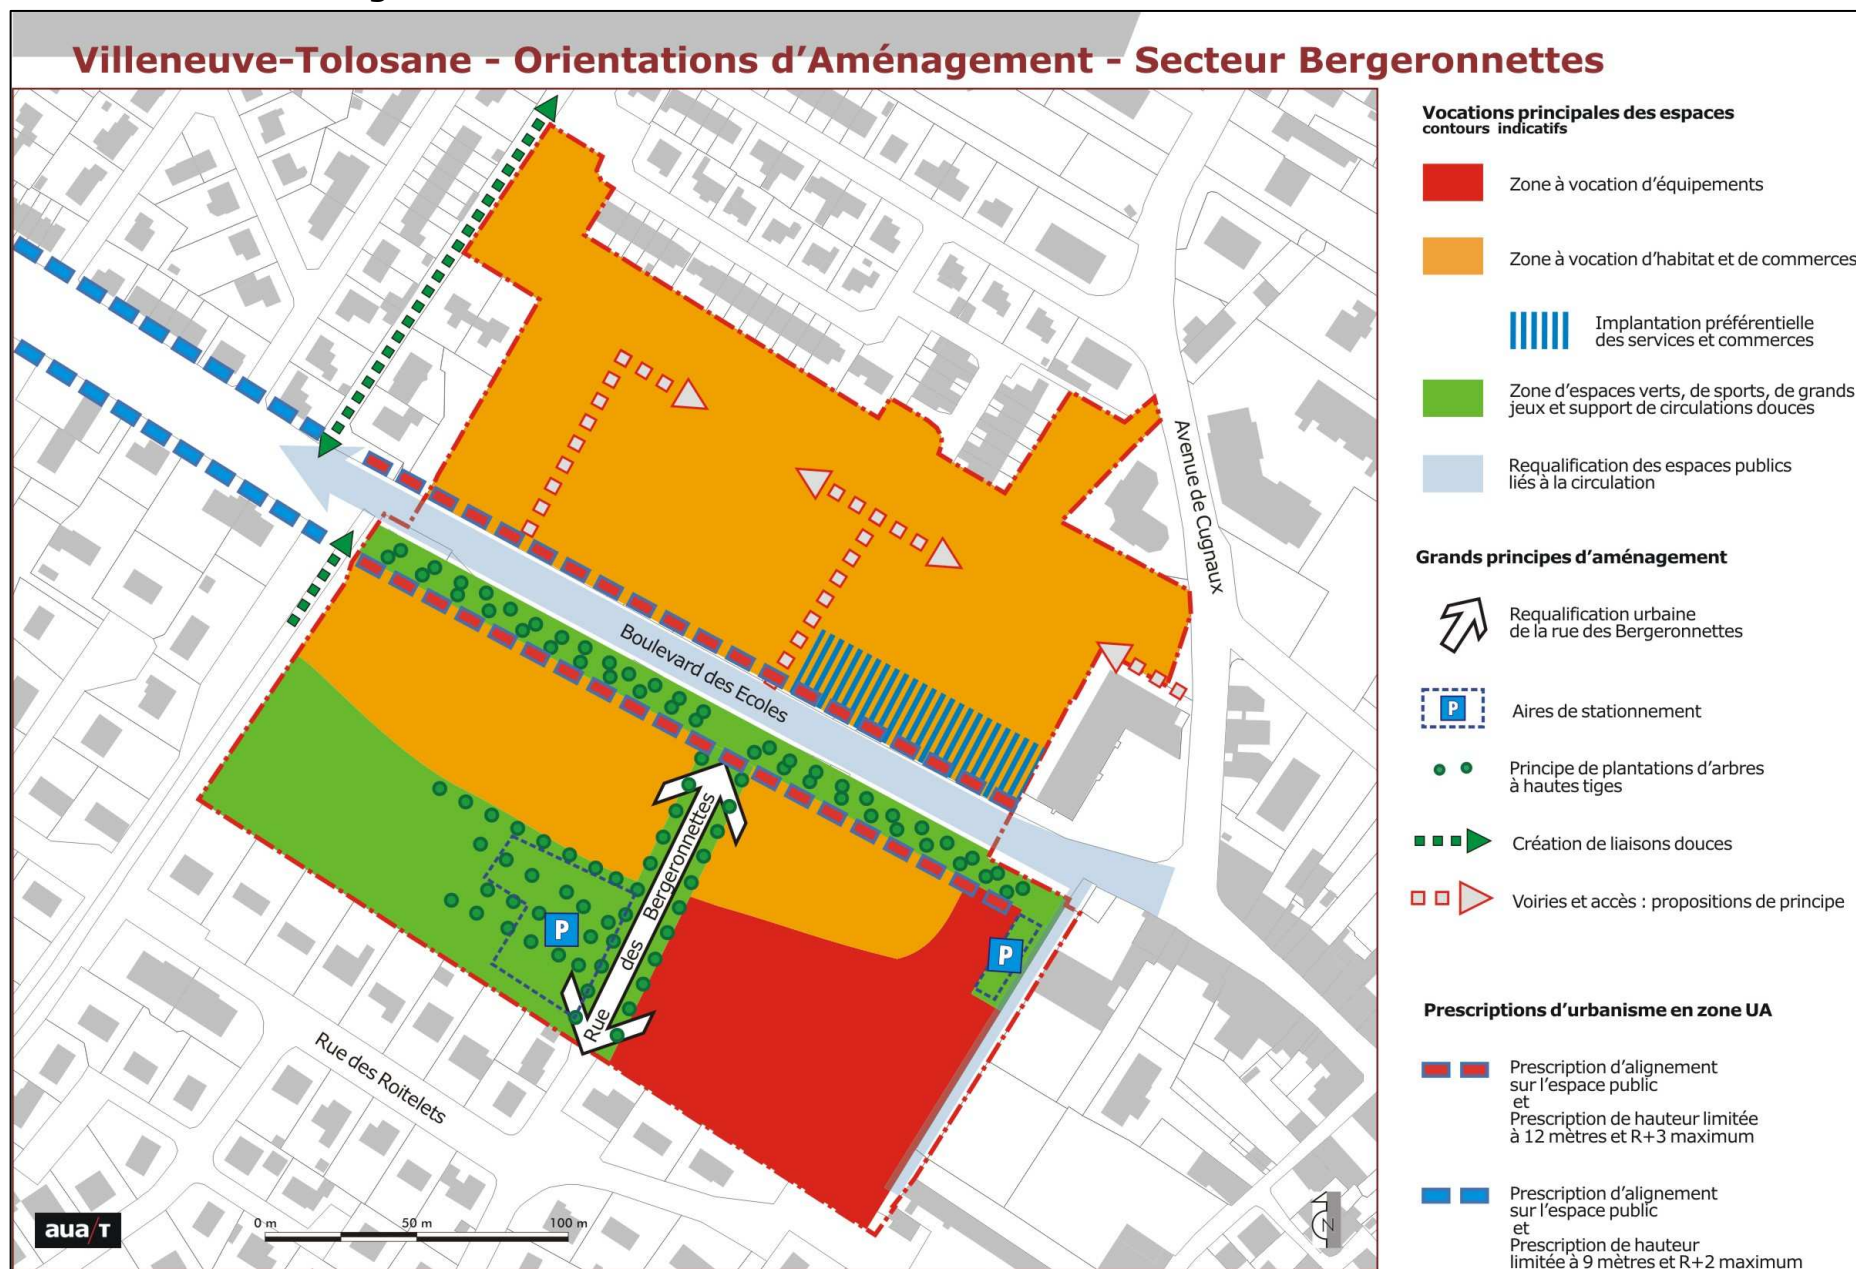 Villeneuve-Tolosane - Orientations d'Aménagement - Secteur Bergeronnettes
Avenue de Cugnaux
Boulevard des Ecoles
Rue des Bergeronnettes
P
P
Rue des Roitelets
aua/T
0 m 50 m 100 m
N
Vocations principales des espaces
contours indicatifs
Zone à vocation d'équipements
Zone à vocation d'habitat et de commerces
Implantation préférentielle
des services et commerces
Zone d'espaces verts, de sports, de grands
jeux et support de circulations douces
Requalification des espaces publics
liés à la circulation
Grands principes d'aménagement
Requalification urbaine
de la rue des Bergeronnettes
P
Aires de stationnement
Principe de plantations d'arbres
à hautes tiges
Création de liaisons douces
Voiries et accès : propositions de principe
Prescriptions d'urbanisme en zone UA
Prescription d'alignement
sur l'espace public
et
Prescription de hauteur limitée
à 12 mètres et R+3 maximum
Prescription d'alignement
sur l'espace public
et
Prescription de hauteur
limitée à 9 mètres et R+2 maximum